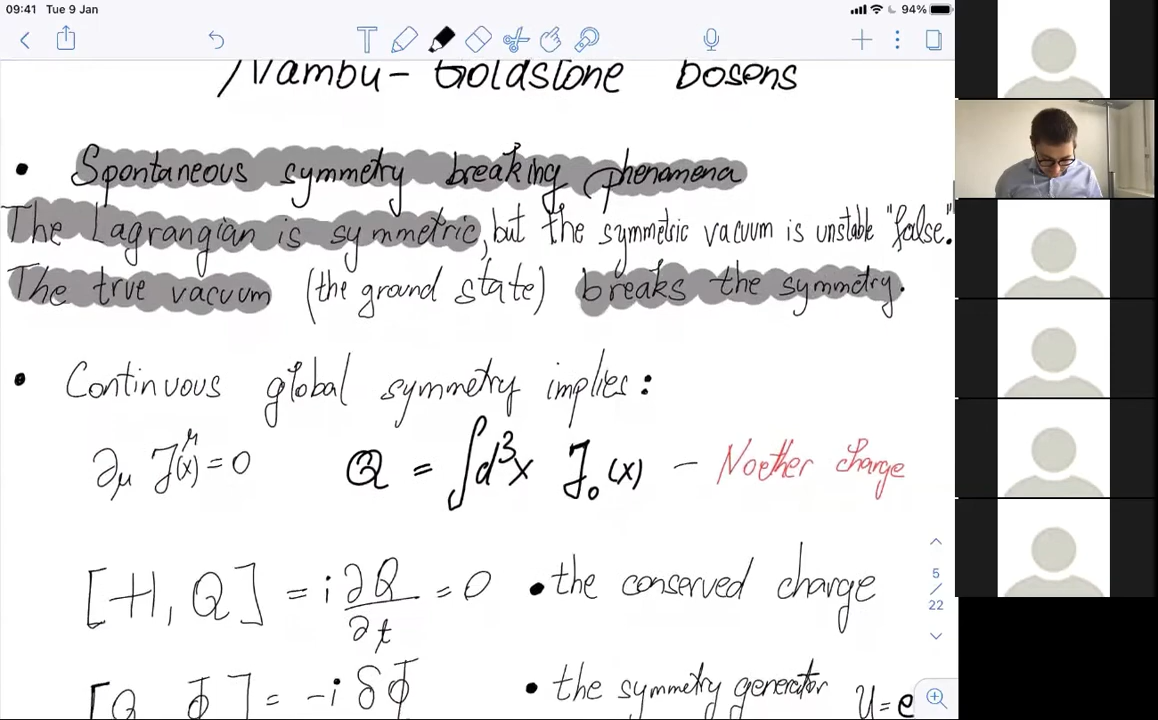 09:41 Tue 9 Jan 94%
Nambu-Goldstone bosons
• Spontaneous symmetry breaking phenomena
The Lagrangian is symmetric, but the symmetric vacuum is unstable "false."
The true vacuum (the ground state) breaks the symmetry.
• Continuous global symmetry implies:
∂μ J^μ(x) = 0 Q = ∫d³x J₀(x) – Noether charge
[H, Q] = i ∂Q/∂t = 0 • the conserved charge
[Q, Φ] = -i δΦ • the symmetry generator U = e
5
/
22